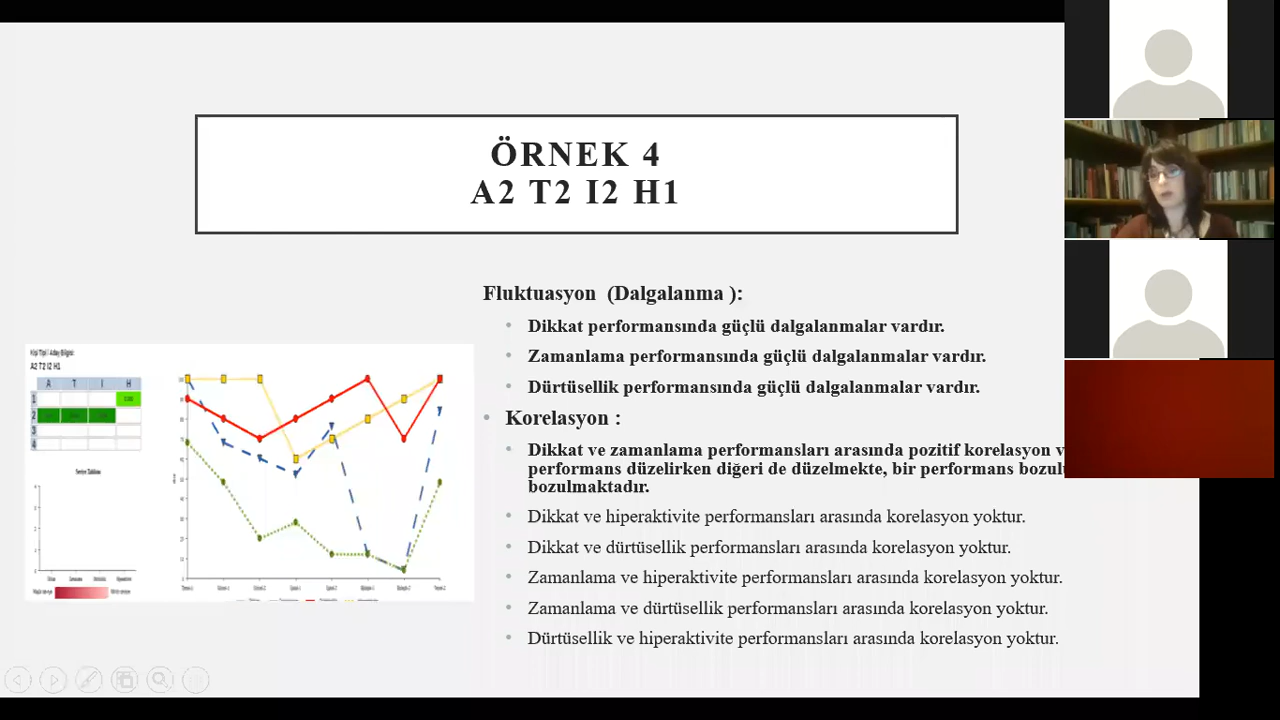 ÖRNEK 4
A2 T2 I2 H1
Fluktuasyon (Dalgalanma ):
• Dikkat performansında güçlü dalgalanmalar vardır.
• Zamanlama performansında güçlü dalgalanmalar vardır.
• Dürtüsellik performansında güçlü dalgalanmalar vardır.
• Korelasyon :
• Dikkat ve zamanlama performansları arasında pozitif korelasyon
performans düzelirken diğeri de düzelmekte, bir performans
bozulmaktadır.
• Dikkat ve hiperaktivite performansları arasında korelasyon yoktur.
• Dikkat ve dürtüsellik performansları arasında korelasyon yoktur.
• Zamanlama ve hiperaktivite performansları arasında korelasyon yoktur.
• Zamanlama ve dürtüsellik performansları arasında korelasyon yoktur.
• Dürtüsellik ve hiperaktivite performansları arasında korelasyon yoktur.
Kişi Tipi / Aday Bilgisi
A2 T2 I2 H1
A T I H
1
2
3
4